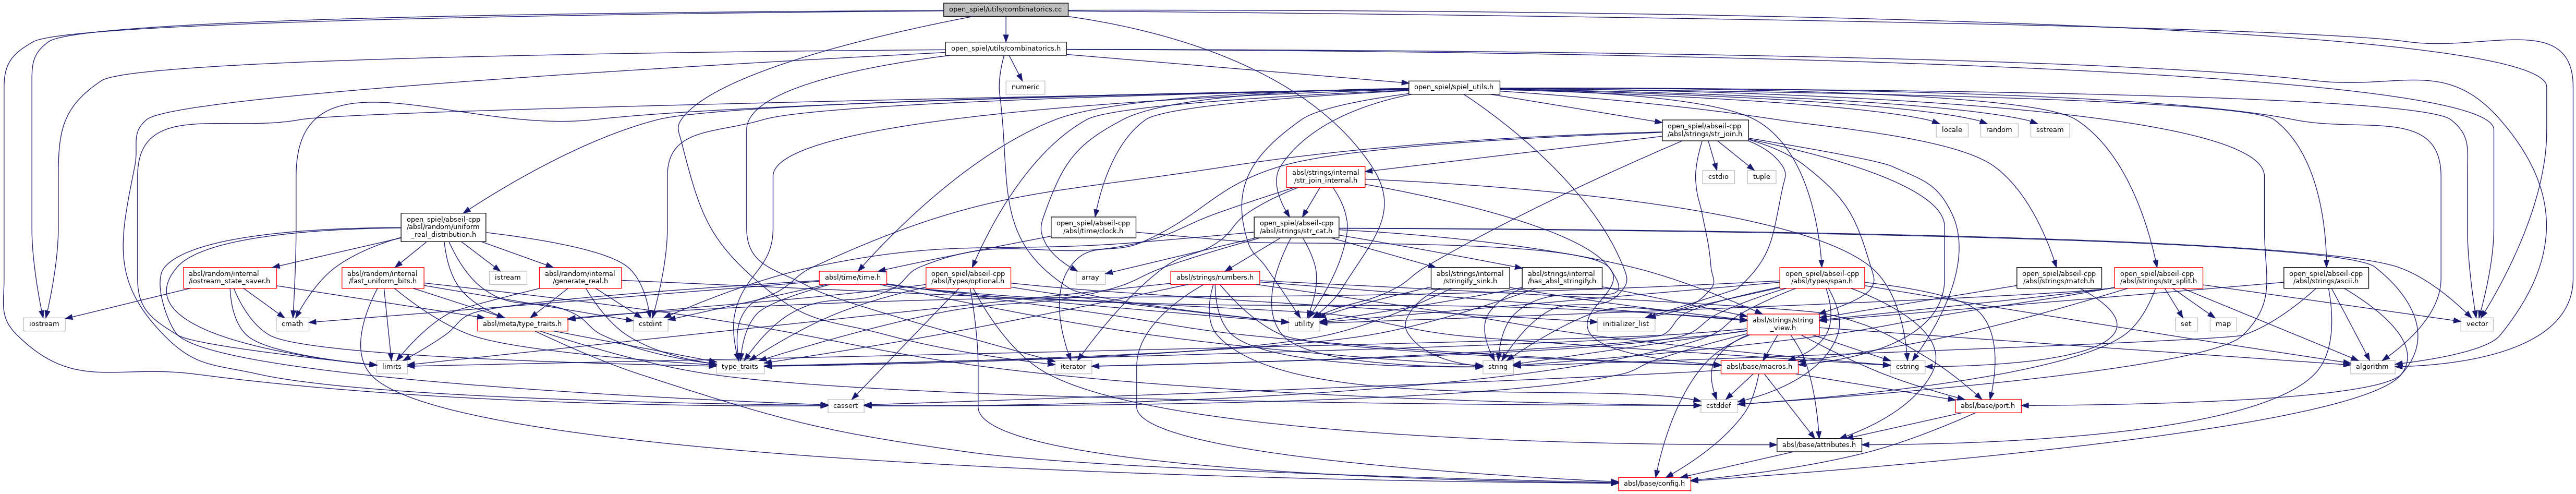 open_spiel/utils/combinatorics.cc
open_spiel/utils/combinatorics.h
numeric
open_spiel/spiel_utils.h
open_spiel/abseil-cpp
/absl/strings/str_join.h
locale
random
sstream
absl/strings/internal
/str_join_internal.h
cstdio
tuple
open_spiel/abseil-cpp
/absl/random/uniform
_real_distribution.h
open_spiel/abseil-cpp
/absl/time/clock.h
open_spiel/abseil-cpp
/absl/strings/str_cat.h
absl/random/internal
/iostream_state_saver.h
absl/random/internal
/fast_uniform_bits.h
istream
absl/random/internal
/generate_real.h
absl/time/time.h
open_spiel/abseil-cpp
/absl/types/optional.h
array
absl/strings/numbers.h
absl/strings/internal
/stringify_sink.h
absl/strings/internal
/has_absl_stringify.h
open_spiel/abseil-cpp
/absl/types/span.h
open_spiel/abseil-cpp
/absl/strings/match.h
open_spiel/abseil-cpp
/absl/strings/str_split.h
open_spiel/abseil-cpp
/absl/strings/ascii.h
iostream
cmath
absl/meta/type_traits.h
cstdint
utility
initializer_list
absl/strings/string
_view.h
set
map
vector
limits
type_traits
iterator
string
absl/base/macros.h
cstring
algorithm
cassert
cstddef
absl/base/port.h
absl/base/attributes.h
absl/base/config.h